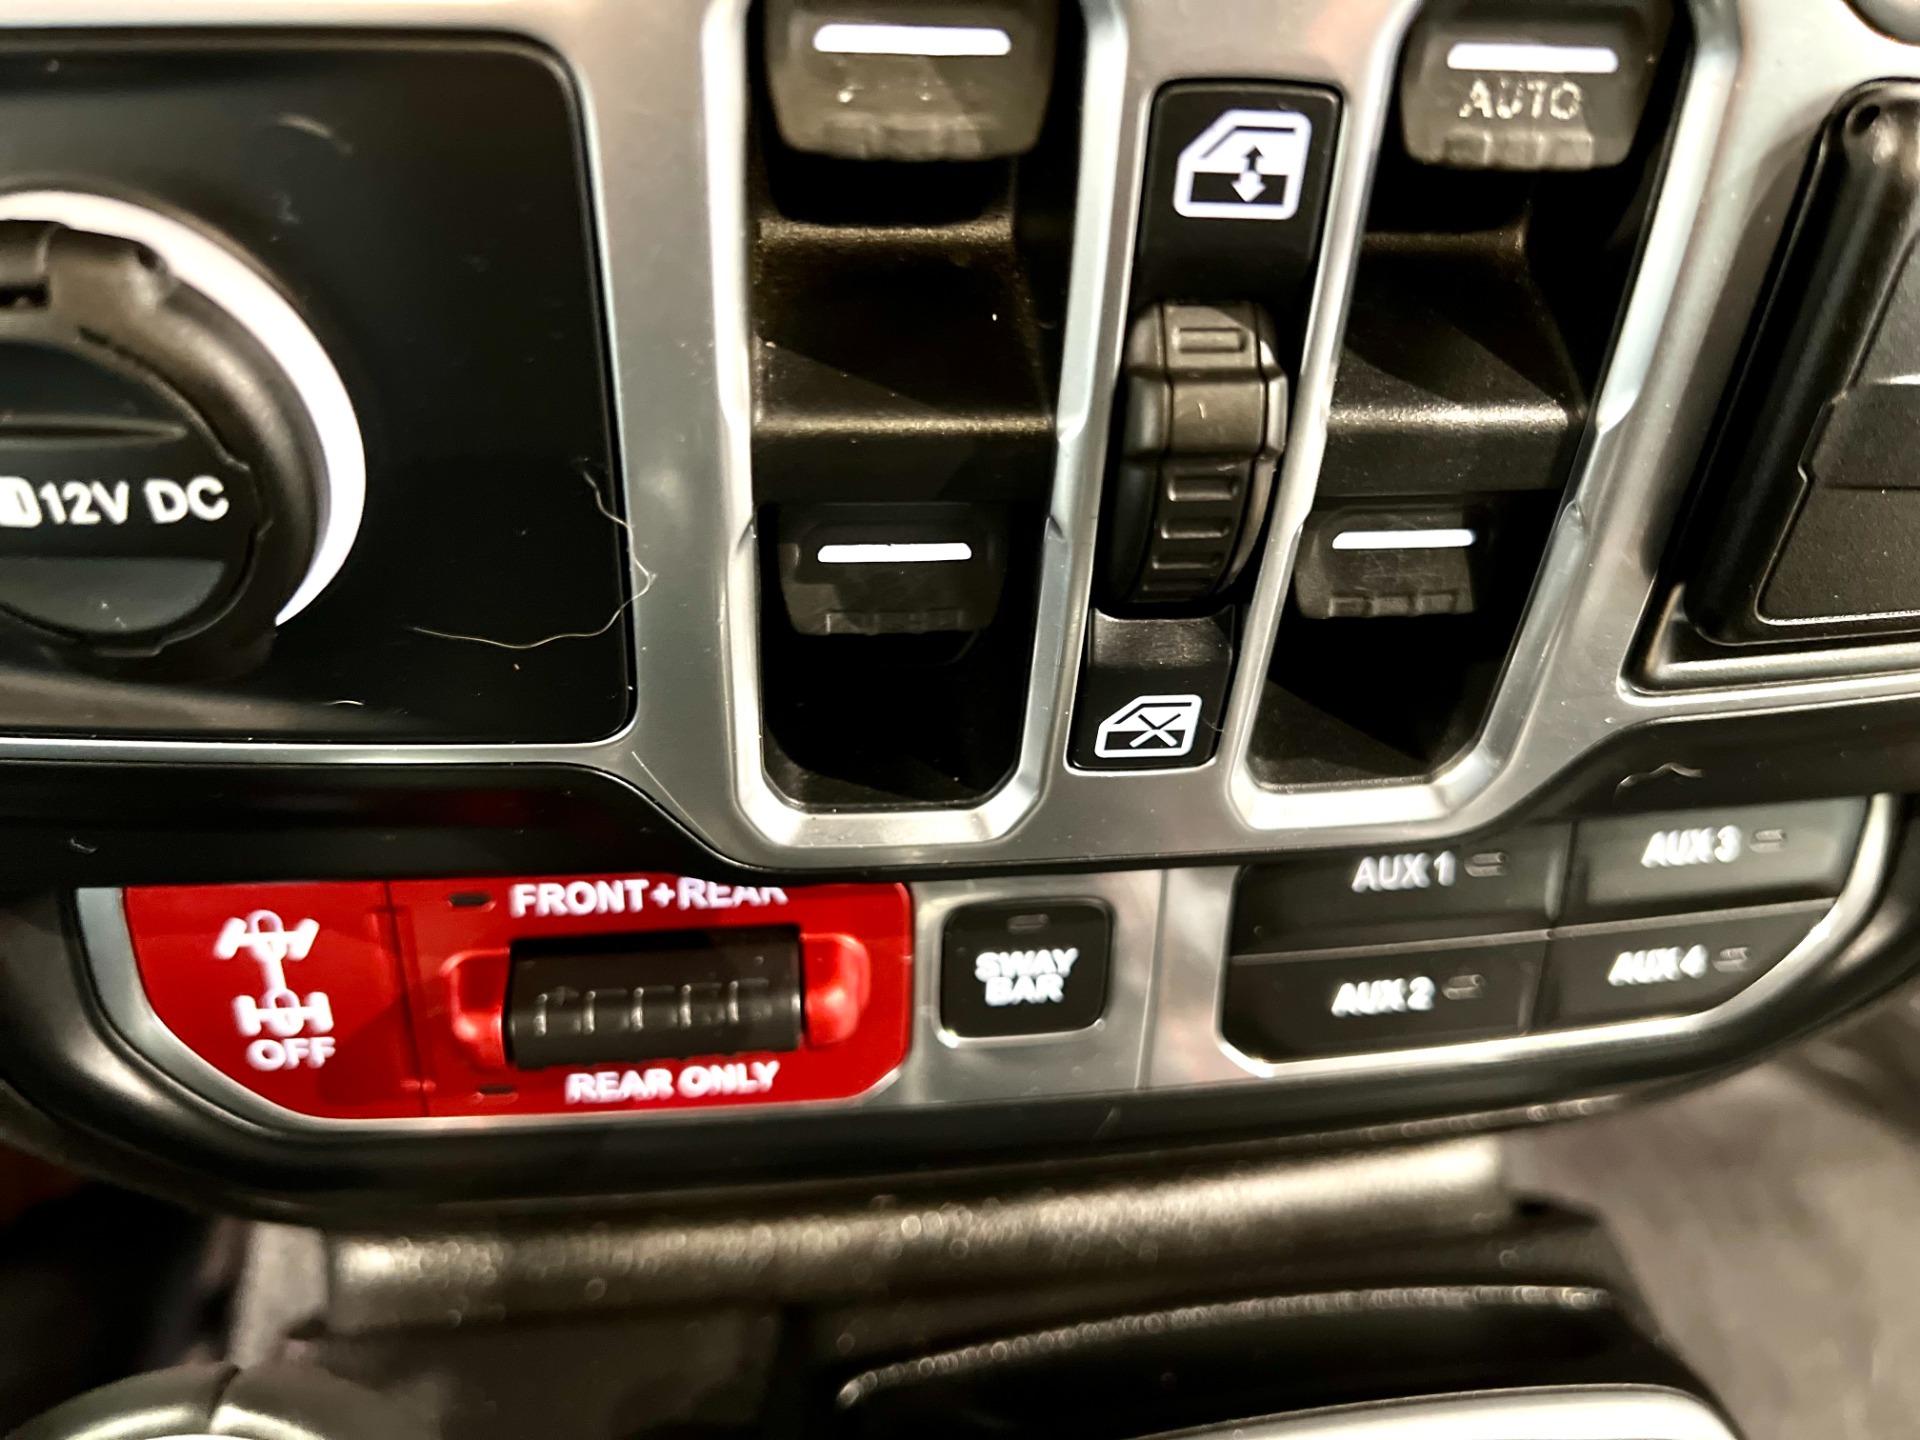 AUTO
12V DC
FRONT+REAR
OFF
REAR ONLY
SWAY
BAR
AUX 1
AUX 2
AUX 3
AUX 4